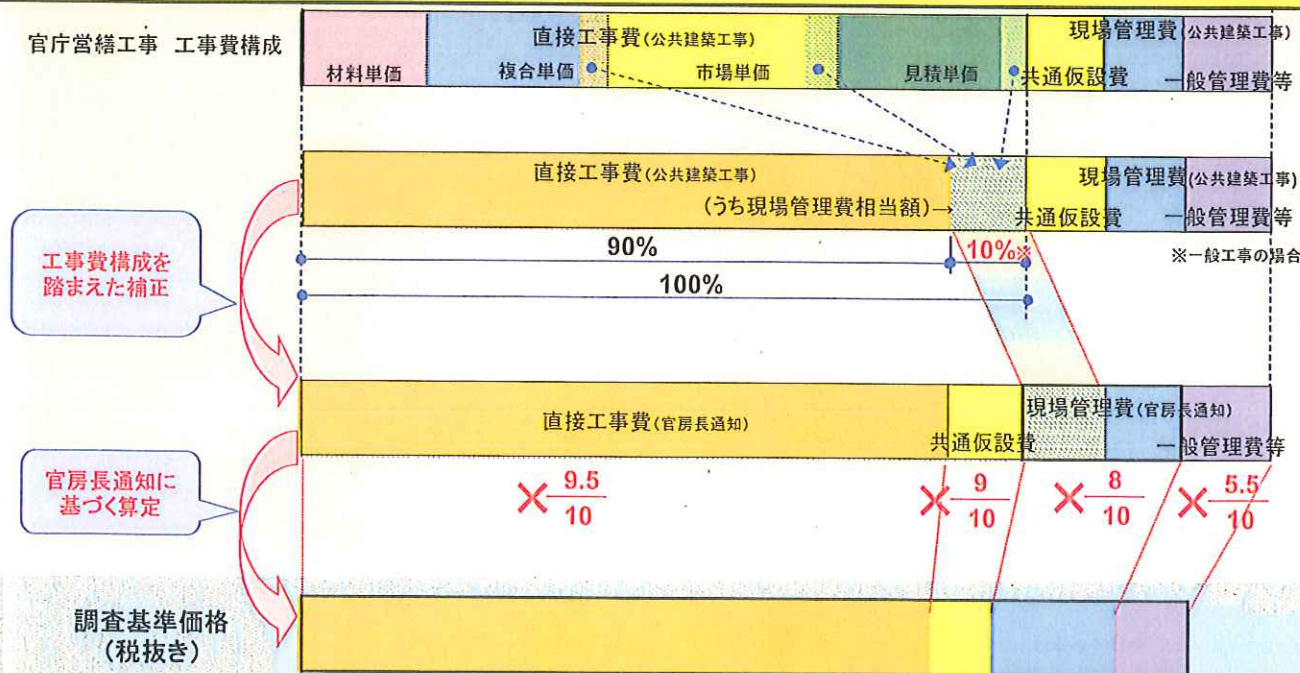 官庁営繕工事 工事費構成
直接工事費(公共建築工事)
現場管理費(公共建築工事)
材料単価
複合単価
市場単価
見積単価
共通仮設費
一般管理費等
直接工事費(公共建築工事)
現場管理費(公共建築工事)
(うち現場管理費相当額)→
共通仮設費
一般管理費等
90%
10%※
※一般工事の場合
100%
工事費構成を
踏まえた補正
直接工事費(官房長通知)
現場管理費(官房長通知)
共通仮設費
一般管理費等
官房長通知に
基づく算定
×9.5/10
×9/10
×8/10
×5.5/10
調査基準価格
(税抜き)